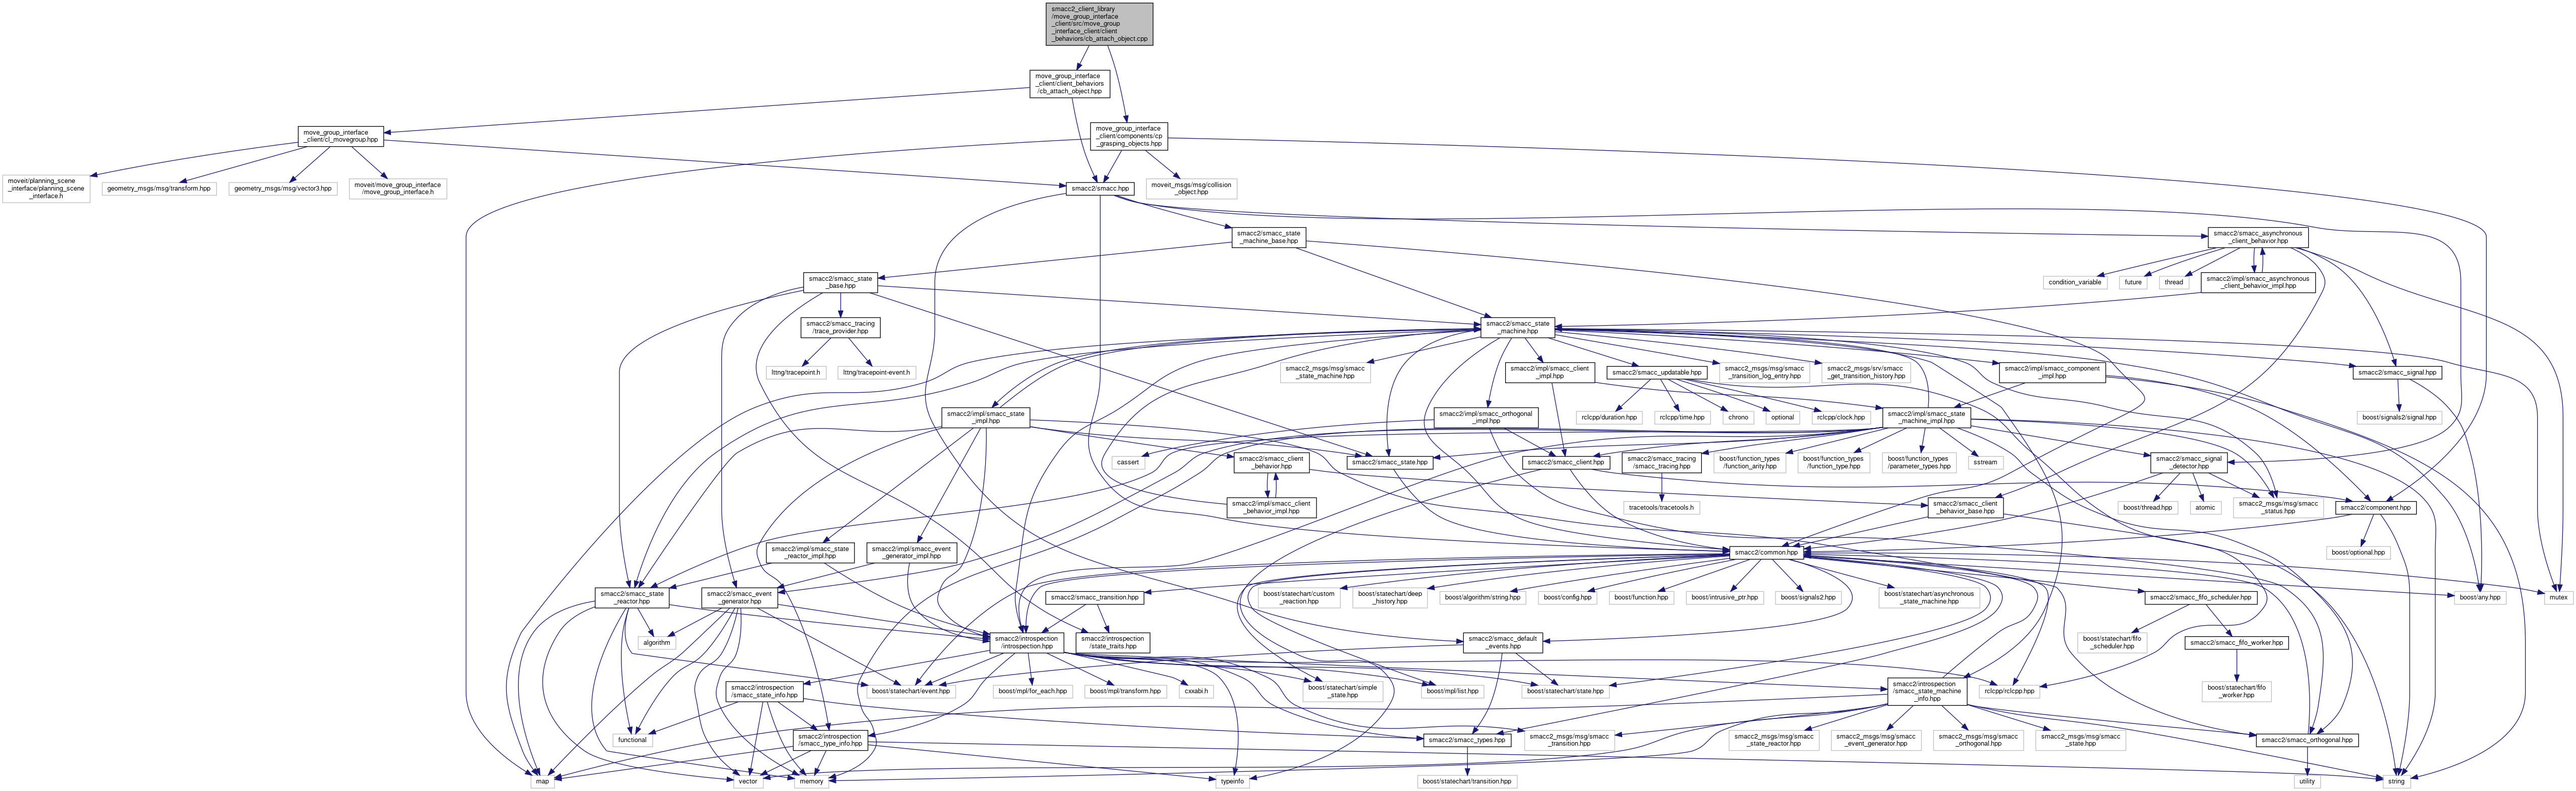 smacc2_client_library
/move_group_interface
_client/src/move_group
_interface_client/client
_behaviors/cb_attach_object.cpp
move_group_interface
_client/client_behaviors
/cb_attach_object.hpp
move_group_interface
_client/cl_movegroup.hpp
move_group_interface
_client/components/cp
_grasping_objects.hpp
moveit/planning_scene
_interface/planning_scene
_interface.h
geometry_msgs/msg/transform.hpp
geometry_msgs/msg/vector3.hpp
moveit/move_group_interface
/move_group_interface.h
smacc2/smacc.hpp
moveit_msgs/msg/collision
_object.hpp
smacc2/smacc_state
_machine_base.hpp
smacc2/smacc_asynchronous
_client_behavior.hpp
smacc2/smacc_state
_base.hpp
condition_variable
future
thread
smacc2/impl/smacc_asynchronous
_client_behavior_impl.hpp
smacc2/smacc_tracing
/trace_provider.hpp
smacc2/smacc_state
_machine.hpp
lttng/tracepoint.h
lttng/tracepoint-event.h
smacc2_msgs/msg/smacc
_state_machine.hpp
smacc2/impl/smacc_client
_impl.hpp
smacc2/smacc_updatable.hpp
smacc2_msgs/msg/smacc
_transition_log_entry.hpp
smacc2_msgs/srv/smacc
_get_transition_history.hpp
smacc2/impl/smacc_component
_impl.hpp
smacc2/smacc_signal.hpp
smacc2/impl/smacc_state
_impl.hpp
smacc2/impl/smacc_orthogonal
_impl.hpp
rclcpp/duration.hpp
rclcpp/time.hpp
chrono
optional
rclcpp/clock.hpp
smacc2/impl/smacc_state
_machine_impl.hpp
boost/signals2/signal.hpp
cassert
smacc2/smacc_client
_behavior.hpp
smacc2/smacc_state.hpp
smacc2/smacc_client.hpp
smacc2/smacc_tracing
/smacc_tracing.hpp
boost/function_types
/function_arity.hpp
boost/function_types
/function_type.hpp
boost/function_types
/parameter_types.hpp
sstream
smacc2/smacc_signal
_detector.hpp
smacc2/impl/smacc_client
_behavior_impl.hpp
tracetools/tracetools.h
smacc2/smacc_client
_behavior_base.hpp
boost/thread.hpp
atomic
smacc2_msgs/msg/smacc
_status.hpp
smacc2/component.hpp
smacc2/impl/smacc_state
_reactor_impl.hpp
smacc2/impl/smacc_event
_generator_impl.hpp
smacc2/common.hpp
boost/optional.hpp
smacc2/smacc_state
_reactor.hpp
smacc2/smacc_event
_generator.hpp
smacc2/smacc_transition.hpp
boost/statechart/custom
_reaction.hpp
boost/statechart/deep
_history.hpp
boost/algorithm/string.hpp
boost/config.hpp
boost/function.hpp
boost/intrusive_ptr.hpp
boost/signals2.hpp
boost/statechart/asynchronous
_state_machine.hpp
smacc2/smacc_fifo_scheduler.hpp
boost/any.hpp
mutex
algorithm
smacc2/introspection
/introspection.hpp
smacc2/introspection
/state_traits.hpp
smacc2/smacc_default
_events.hpp
boost/statechart/fifo
_scheduler.hpp
smacc2/smacc_fifo_worker.hpp
smacc2/introspection
/smacc_state_info.hpp
boost/statechart/event.hpp
boost/mpl/for_each.hpp
boost/mpl/transform.hpp
cxxabi.h
boost/statechart/simple
_state.hpp
boost/mpl/list.hpp
boost/statechart/state.hpp
smacc2/introspection
/smacc_state_machine
_info.hpp
rclcpp/rclcpp.hpp
boost/statechart/fifo
_worker.hpp
functional
smacc2/introspection
/smacc_type_info.hpp
smacc2/smacc_types.hpp
smacc2_msgs/msg/smacc
_transition.hpp
smacc2_msgs/msg/smacc
_state_reactor.hpp
smacc2_msgs/msg/smacc
_event_generator.hpp
smacc2_msgs/msg/smacc
_orthogonal.hpp
smacc2_msgs/msg/smacc
_state.hpp
smacc2/smacc_orthogonal.hpp
map
vector
memory
typeinfo
boost/statechart/transition.hpp
utility
string